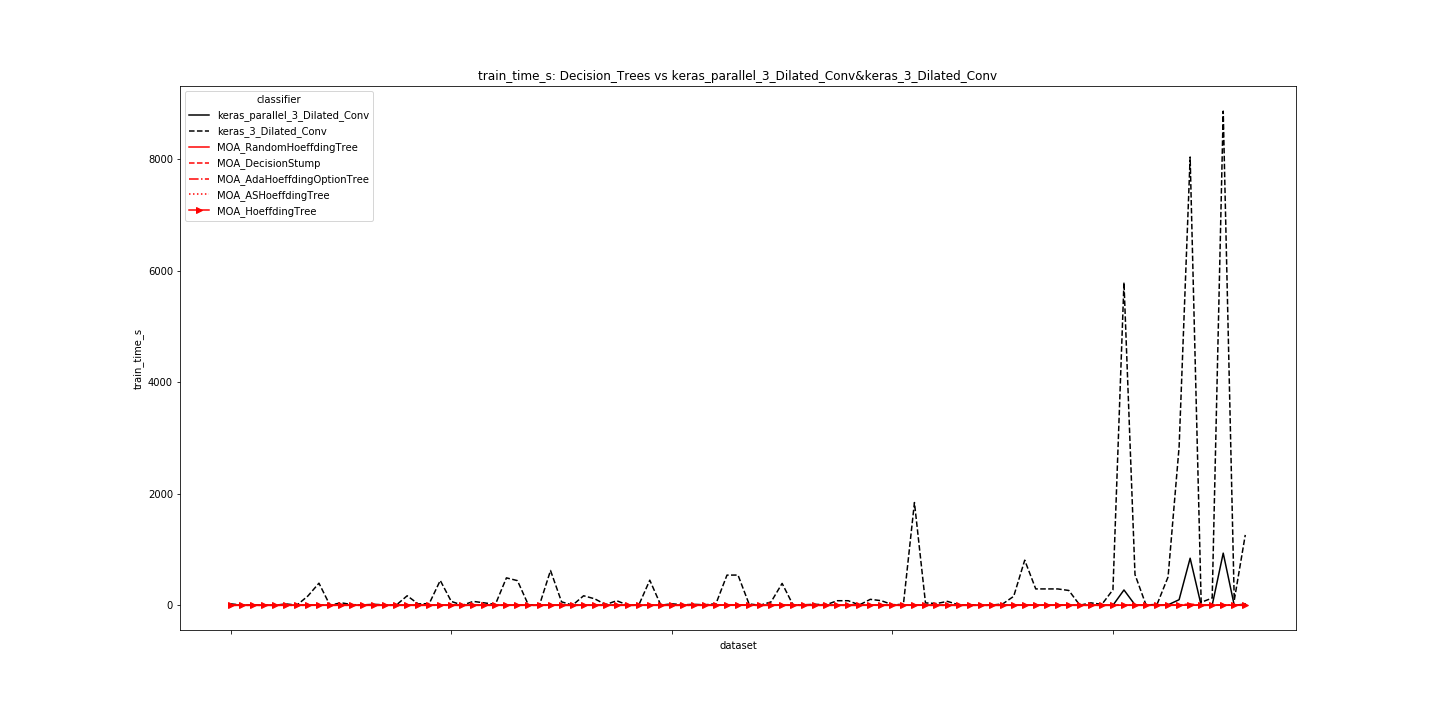 train_time_s: Decision_Trees vs keras_parallel_3_Dilated_Conv&keras_3_Dilated_Conv
classifier
keras_parallel_3_Dilated_Conv
keras_3_Dilated_Conv
MOA_RandomHoeffdingTree
MOA_DecisionStump
MOA_AdaHoeffdingOptionTree
MOA_ASHoeffdingTree
MOA_HoeffdingTree
8000
6000
4000
2000
0
train_time_s
dataset